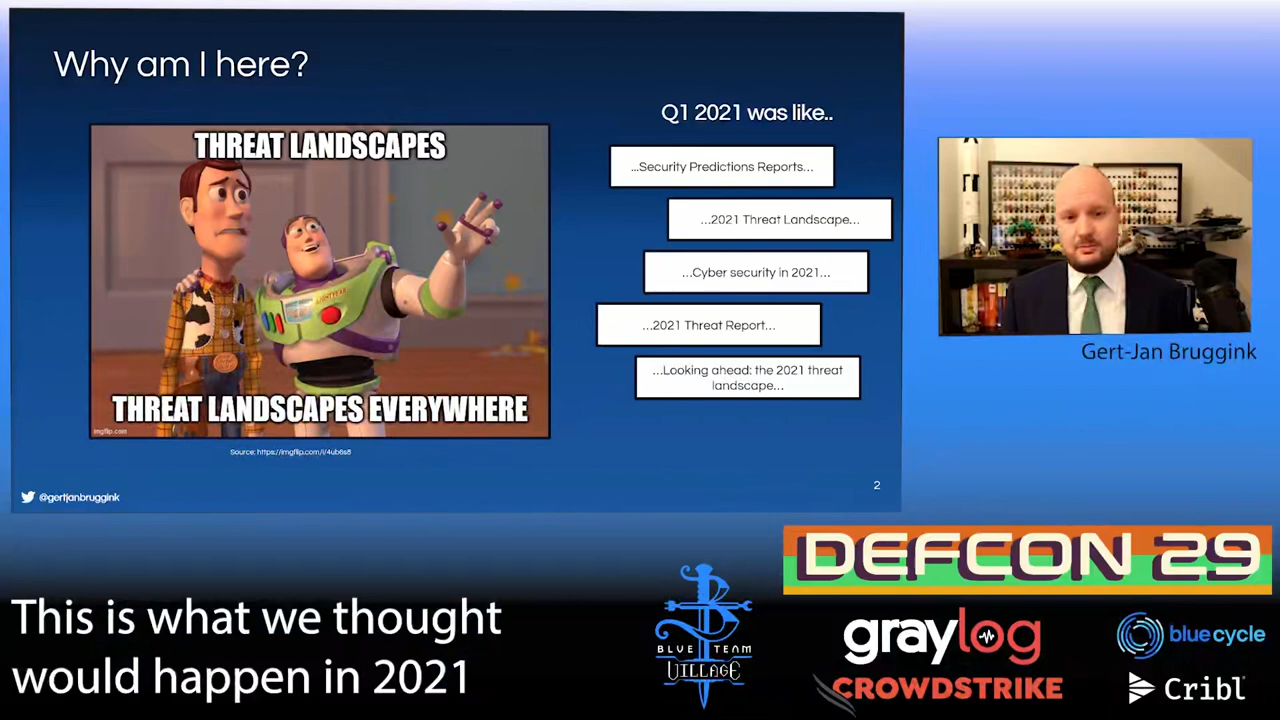 Why am I here?
THREAT LANDSCAPES
LIGHTYEAR
THREAT LANDSCAPES EVERYWHERE
imgflip.com
Source: https://imgflip.com/i/4ub6s8
Q1 2021 was like..
...Security Predictions Reports...
...2021 Threat Landscape...
...Cyber security in 2021...
...2021 Threat Report...
...Looking ahead: the 2021 threat
landscape...
@gertjanbruggink
2
Gert-Jan Bruggink
This is what we thought
would happen in 2021
BLUE TEAM
VILLAGE
DEFCON 29
graylog
blue cycle
CROWDSTRIKE
Cribl